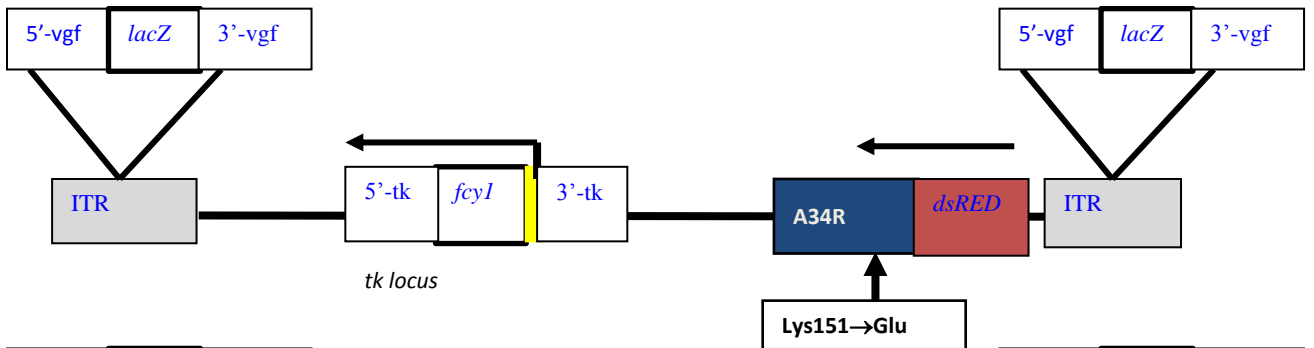 5’-vgf lacZ 3’-vgf
5’-vgf lacZ 3’-vgf
ITR
5’-tk fcy1 3’-tk
A34R dsRED
ITR
tk locus
Lys151→Glu